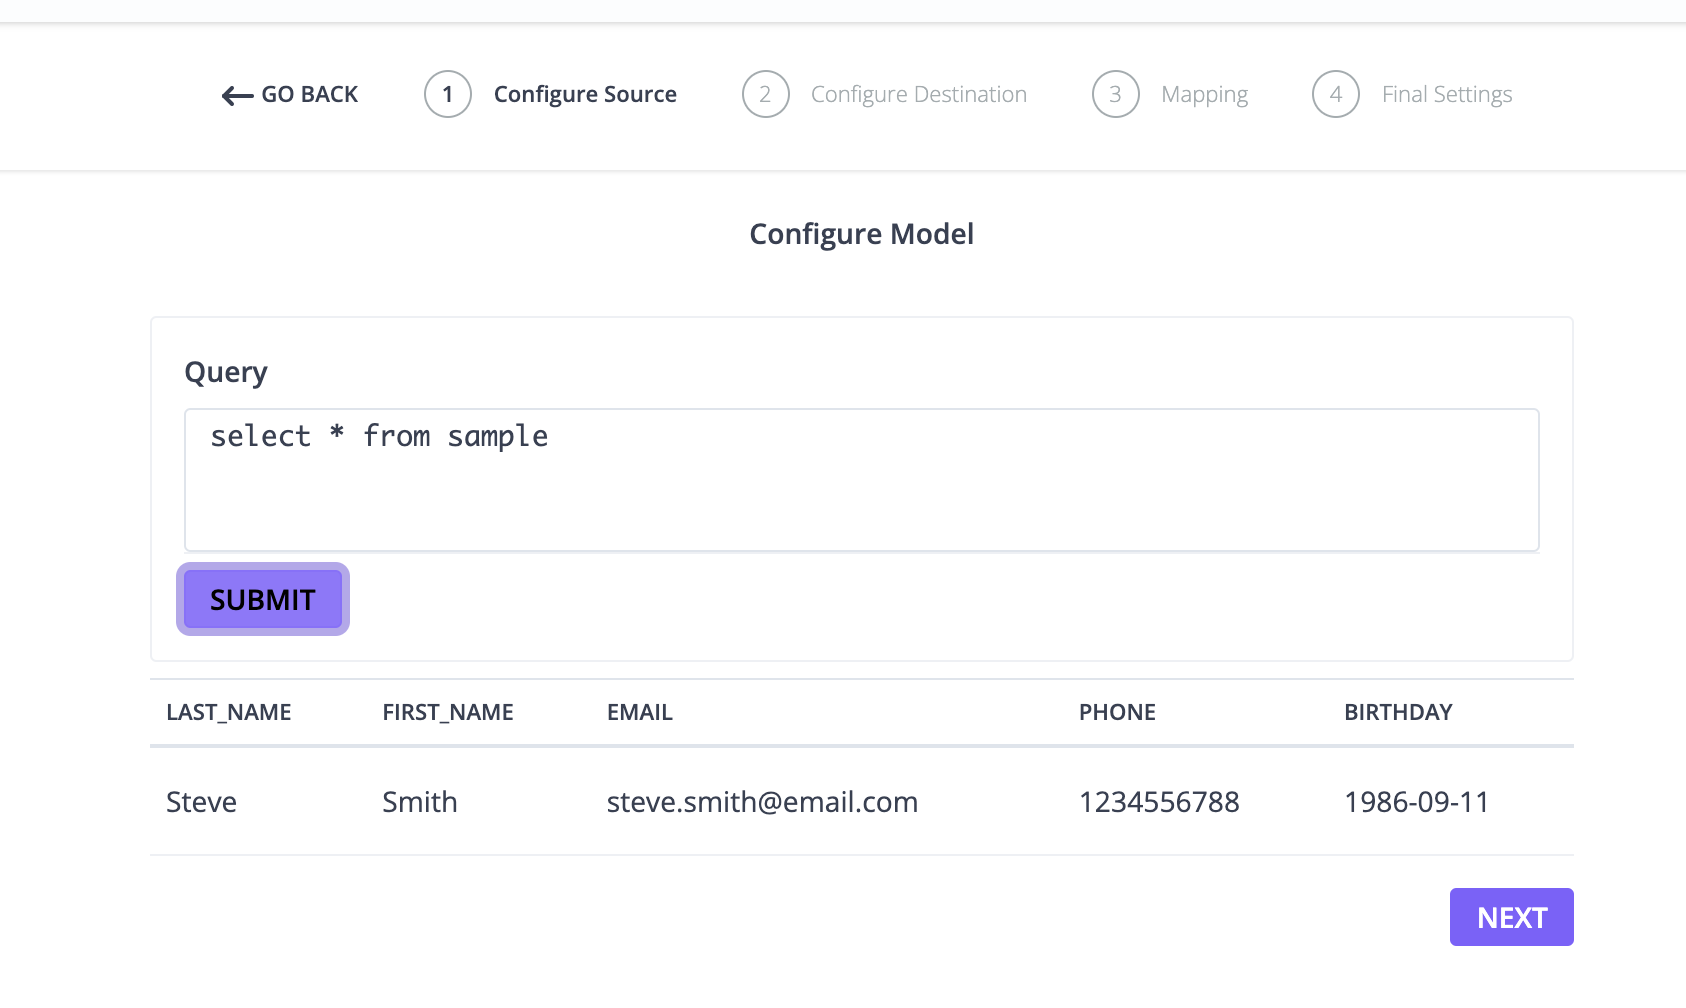 GO BACK 1 Configure Source 2 Configure Destination 3 Mapping 4 Final Settings
Configure Model
Query
select * from sample
SUBMIT
LAST_NAME FIRST_NAME EMAIL PHONE BIRTHDAY
Steve Smith steve.smith@email.com 1234556788 1986-09-11
NEXT